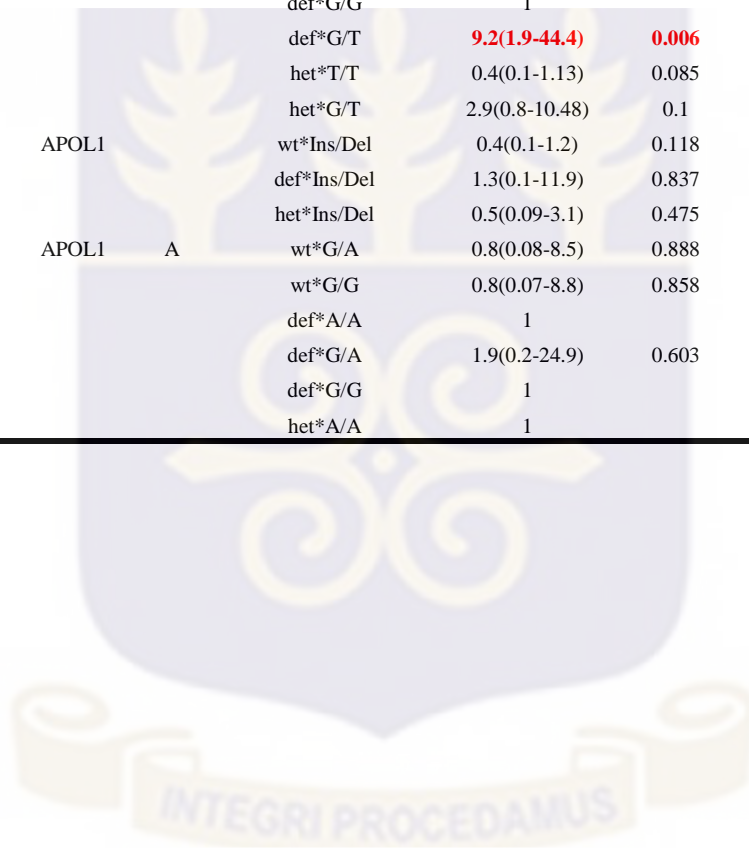 def*G/G 1
def*G/T 9.2(1.9-44.4) 0.006
het*T/T 0.4(0.1-1.13) 0.085
het*G/T 2.9(0.8-10.48) 0.1
APOL1 wt*Ins/Del 0.4(0.1-1.2) 0.118
def*Ins/Del 1.3(0.1-11.9) 0.837
het*Ins/Del 0.5(0.09-3.1) 0.475
APOL1 A wt*G/A 0.8(0.08-8.5) 0.888
wt*G/G 0.8(0.07-8.8) 0.858
def*A/A 1
def*G/A 1.9(0.2-24.9) 0.603
def*G/G 1
het*A/A 1
INTEGRI PROCEDAMUS